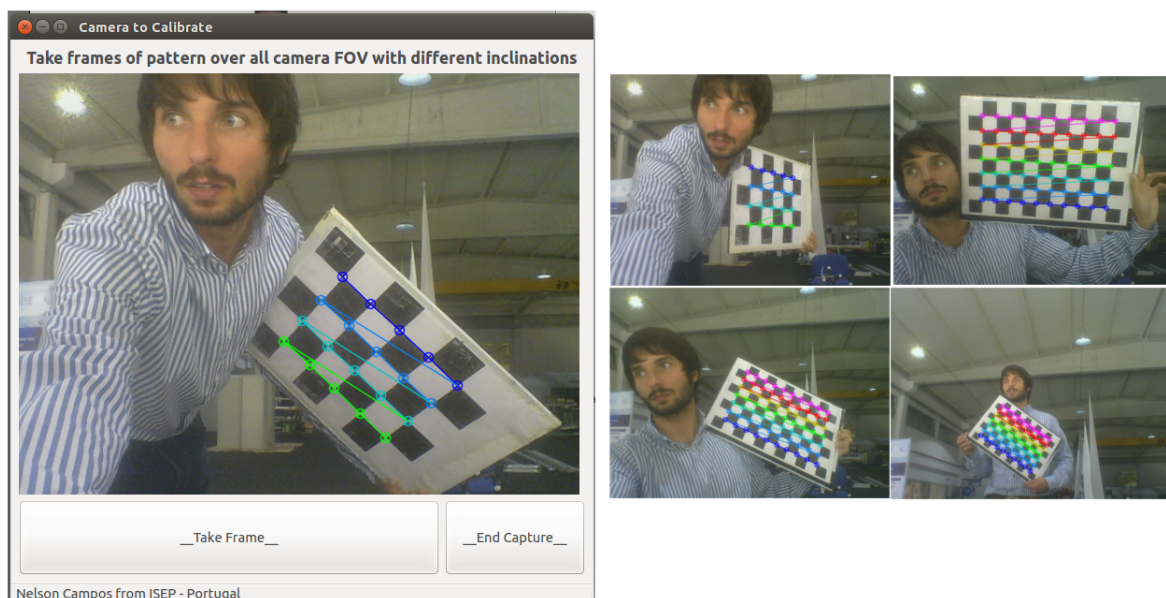 Camera to Calibrate
Take frames of pattern over all camera FOV with different inclinations
__Take Frame__
__End Capture__
Nelson Campos from ISEP - Portugal